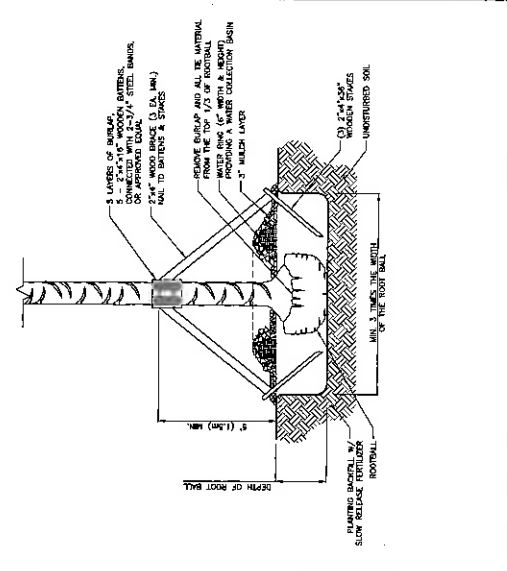 5 LAYERS OF BURLAP,
5 - 2"x4"x16" WOODEN BATTENS,
CONNECTED WITH 2-3/4" STEEL BANDS,
OR APPROVED EQUAL
2"x4" WOOD BRACE (3 EA. MIN.)
NAIL TO BATTENS & STAKES
REMOVE BURLAP AND ALL TIE MATERIAL
FROM THE TOP 1/3 OF ROOTBALL
WATER RING (6" WIDTH & HEIGHT)
PROVIDING A WATER COLLECTION BASIN
3" MULCH LAYER
(3) 2"x4"x36"
WOODEN STAKES
UNDISTURBED SOIL
5' (1.5m) MIN.
DEPTH OF ROOT BALL
MIN. 3 TIMES THE WIDTH
OF THE ROOT BALL
PLANTING BACKFILL W/
SLOW RELEASE FERTILIZER
ROOTBALL